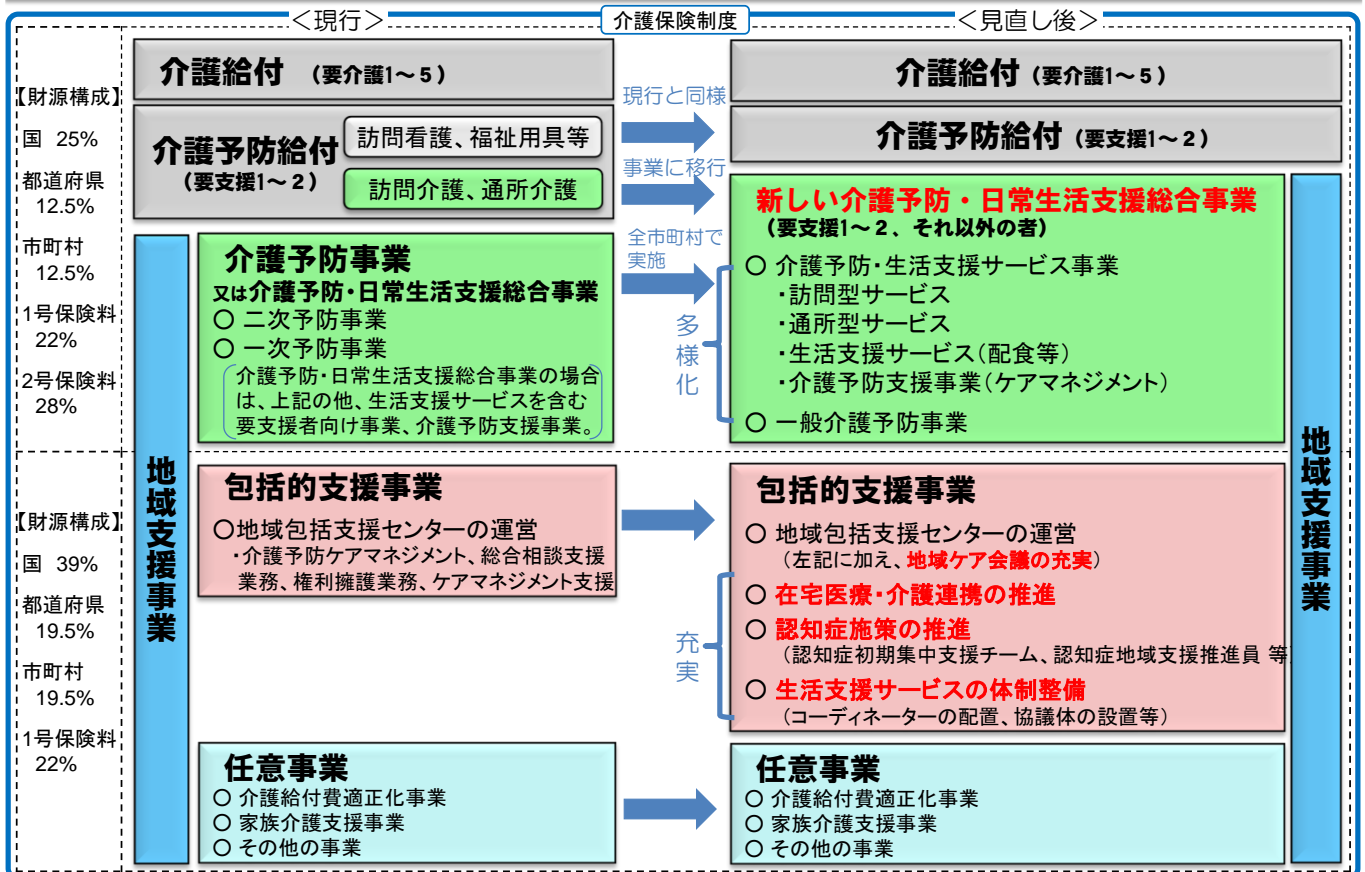 介護保険制度
＜現行＞
＜見直し後＞
【財源構成】
国 25%
都道府県
12.5%
市町村
12.5%
1号保険料
22%
2号保険料
28%
【財源構成】
国 39%
都道府県
19.5%
市町村
19.5%
1号保険料
22%
介護給付 （要介護1～5）
介護予防給付
（要支援1～2）
訪問看護、福祉用具等
訪問介護、通所介護
地域支援事業
介護予防事業
又は介護予防・日常生活支援総合事業
○ 二次予防事業
○ 一次予防事業
介護予防・日常生活支援総合事業の場合
は、上記の他、生活支援サービスを含む
要支援者向け事業、介護予防支援事業。
包括的支援事業
○地域包括支援センターの運営
・介護予防ケアマネジメント、総合相談支援
業務、権利擁護業務、ケアマネジメント支援
任意事業
○ 介護給付費適正化事業
○ 家族介護支援事業
○ その他の事業
現行と同様
事業に移行
全市町村で
実施
多様化
充実
介護給付（要介護1～5）
介護予防給付（要支援1～2）
新しい介護予防・日常生活支援総合事業
（要支援1～2、それ以外の者）
○ 介護予防・生活支援サービス事業
・訪問型サービス
・通所型サービス
・生活支援サービス（配食等）
・介護予防支援事業（ケアマネジメント）
○ 一般介護予防事業
包括的支援事業
○ 地域包括支援センターの運営
（左記に加え、地域ケア会議の充実）
○ 在宅医療・介護連携の推進
○ 認知症施策の推進
（認知症初期集中支援チーム、認知症地域支援推進員 等）
○ 生活支援サービスの体制整備
（コーディネーターの配置、協議体の設置等）
任意事業
○ 介護給付費適正化事業
○ 家族介護支援事業
○ その他の事業
地域支援事業